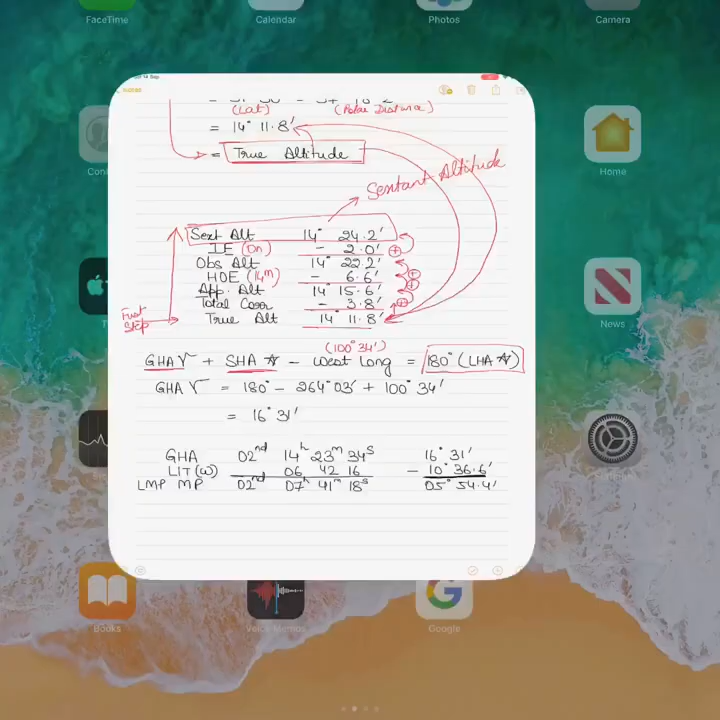 FaceTime
Calendar
Photos
Camera
(Lat) (Polar Distance)
= 14° 11.8'
= True Altitude
Sextant Altitude
Sext Alt 14° 24.2'
IE (on) - 2.0' (+)
Obs Alt 14° 22.2'
HOE (14m) - 6.6' (+)
App. Alt 14° 15.6' (+)
Total Corr - 3.8' (+)
First Step
True Alt 14° 11.8'
(100° 34')
GHA ♈ + SHA ☆ - West Long = 180° (LHA ☆)
GHA ♈ = 180° - 264° 03' + 100° 34'
= 16° 31'
GHA 02nd 14h 23m 34s 16° 31'
LIT (W) 06 42 16 - 10° 36.6'
LMP MP 02nd 07h 41m 18s 05° 54.4'
Home
News
Books
Voice Memos
Google